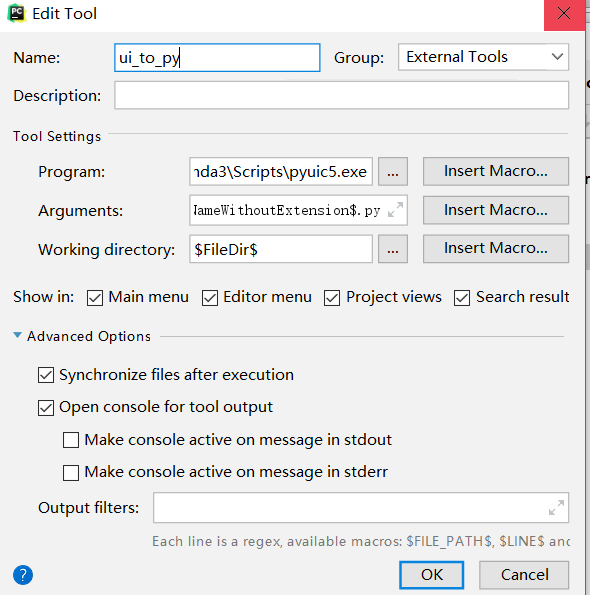 PC Edit Tool
Name: ui_to_py Group: External Tools
Description:
Tool Settings
Program: nda3\Scripts\pyuic5.exe ... Insert Macro...
Arguments: NameWithoutExtension$.py Insert Macro...
Working directory: $FileDir$ ... Insert Macro...
Show in: Main menu Editor menu Project views Search result
Advanced Options
Synchronize files after execution
Open console for tool output
Make console active on message in stdout
Make console active on message in stderr
Output filters:
Each line is a regex, available macros: $FILE_PATH$, $LINE$ and
? OK Cancel